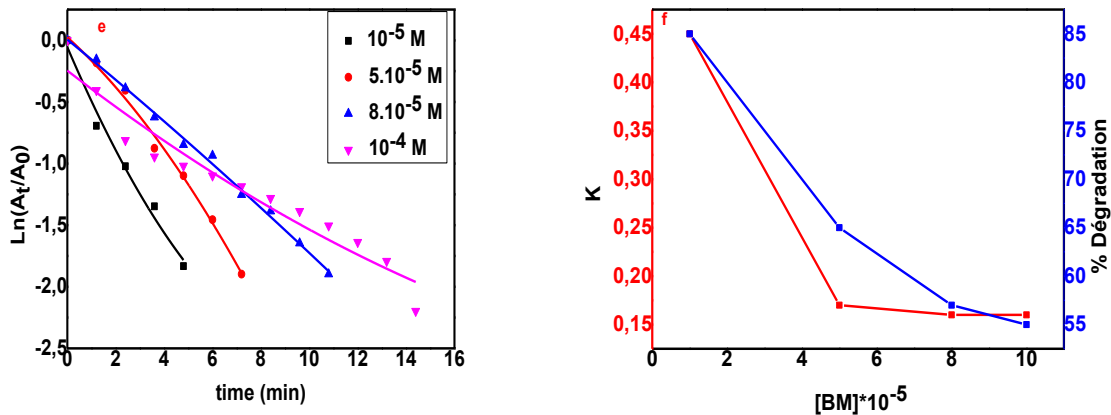 e
Ln(A_t/A_0)
0,0
-0,5
-1,0
-1,5
-2,0
-2,5
0 2 4 6 8 10 12 14 16
time (min)
10^-5 M
5.10^-5 M
8.10^-5 M
10^-4 M
f
K
0,45
0,40
0,35
0,30
0,25
0,20
0,15
0 2 4 6 8 10
[BM]*10^-5
85
80
75
70
65
60
55
% Dégradation